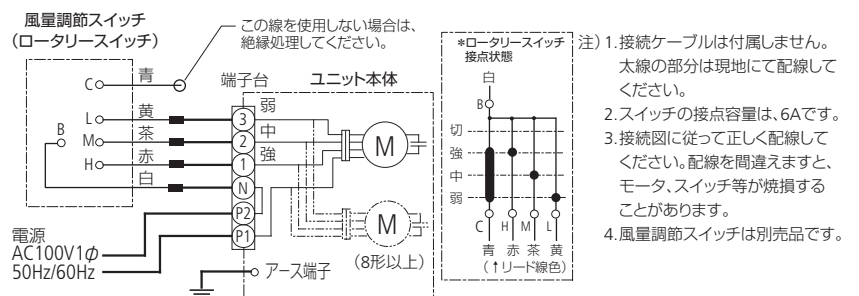 風量調節スイッチ
(ロータリースイッチ)
この線を使用しない場合は、
絶縁処理してください。
C
青
端子台
ユニット本体
L
黄
3
弱
B
M
茶
2
中
H
赤
1
強
白
N
M
P2
P1
M
電源
AC100V1φ
50Hz/60Hz
アース端子
(8形以上)
*ロータリースイッチ
接点状態
白
B
切
強
中
弱
C H M L
青 赤 茶 黄
(↑リード線色)
注)1.接続ケーブルは付属しません。
太線の部分は現地にて配線して
ください。
2.スイッチの接点容量は、6Aです。
3.接続図に従って正しく配線して
ください。配線を間違えますと、
モータ、スイッチ等が焼損する
ことがあります。
4.風量調節スイッチは別売品です。